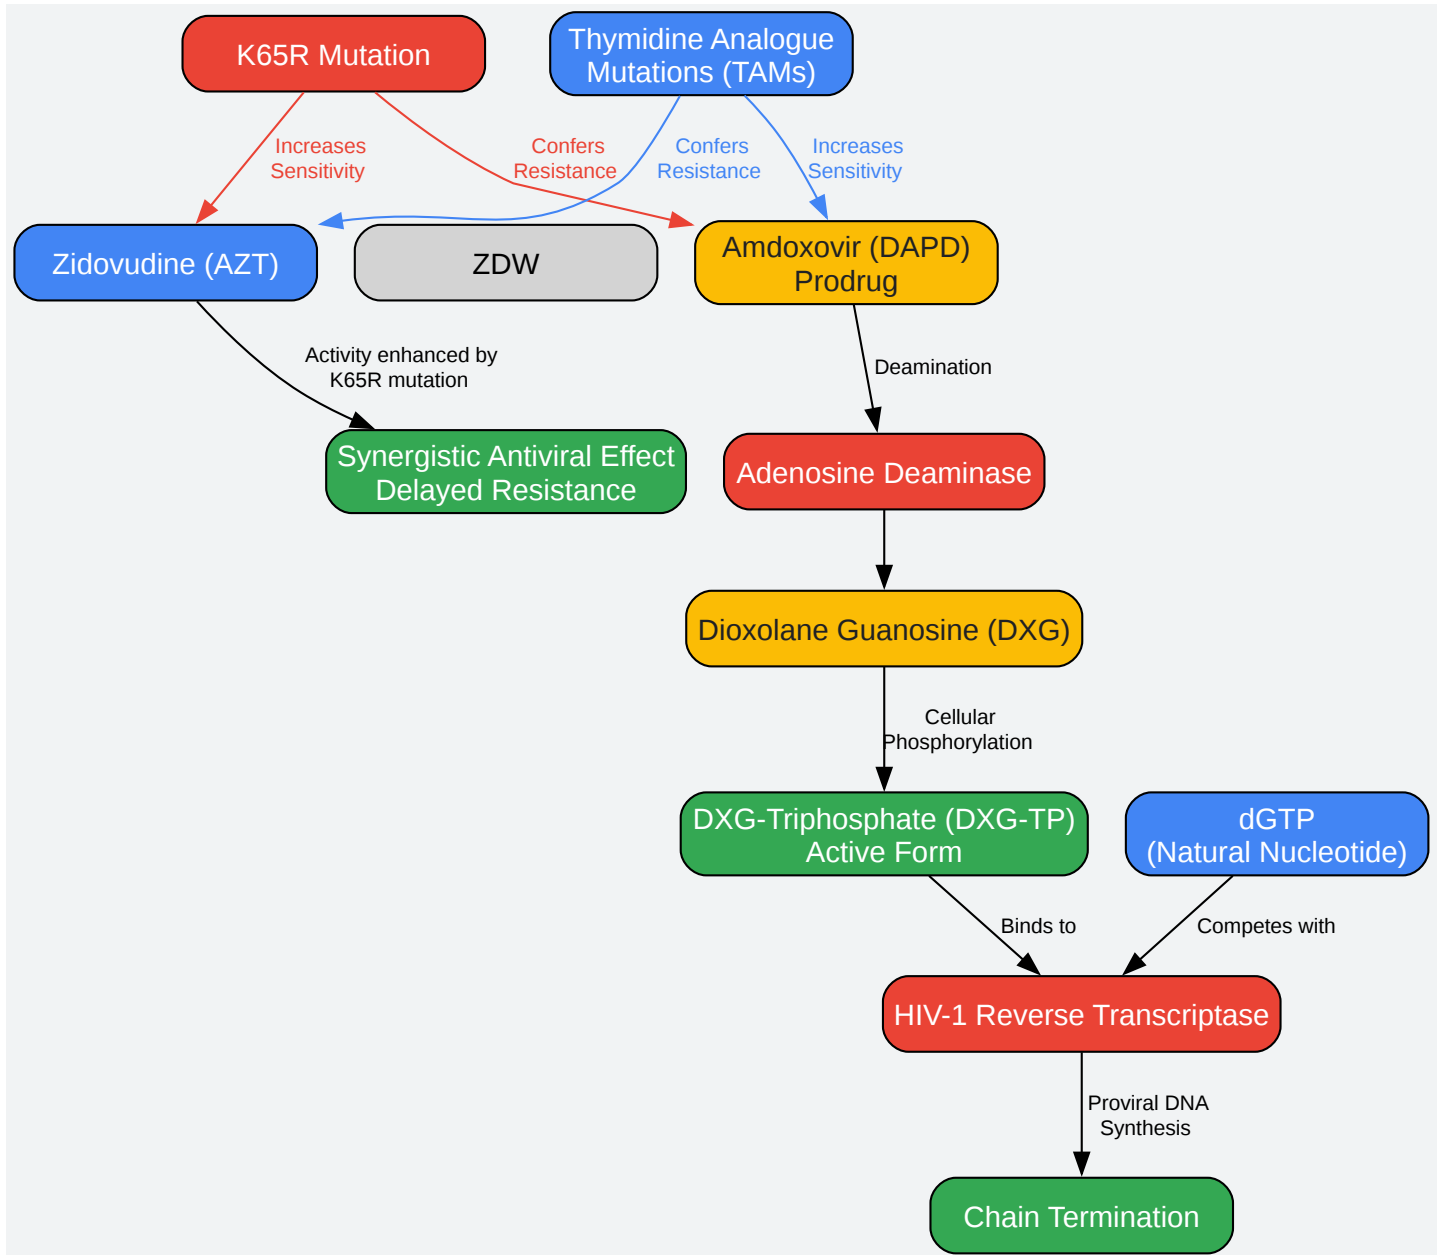 K65R Mutation
Thymidine Analogue
Mutations (TAMs)
Increases
Sensitivity
Confers
Resistance
Confers
Resistance
Increases
Sensitivity
Zidovudine (AZT)
ZDW
Amdoxovir (DAPD)
Prodrug
Activity enhanced by
K65R mutation
Deamination
Synergistic Antiviral Effect
Delayed Resistance
Adenosine Deaminase
Dioxolane Guanosine (DXG)
Cellular
Phosphorylation
DXG-Triphosphate (DXG-TP)
Active Form
dGTP
(Natural Nucleotide)
Binds to
Competes with
HIV-1 Reverse Transcriptase
Proviral DNA
Synthesis
Chain Termination